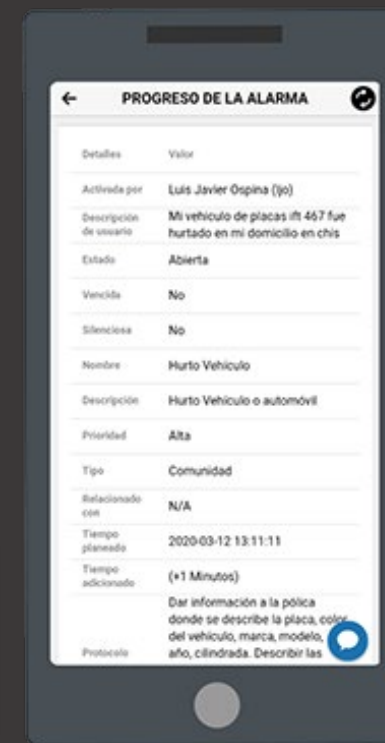 PROGRESO DE LA ALARMA
Detalles Valor
Activada por Luis Javier Ospina (ljo)
Descripción de usuario Mi vehiculo de placas ift 467 fue
hurtado en mi domicilio en chis
Estado Abierta
Vencida No
Silenciosa No
Nombre Hurto Vehículo
Descripción Hurto Vehículo o automóvil
Prioridad Alta
Tipo Comunidad
Relacionado con N/A
Tiempo planeado 2020-03-12 13:11:11
Tiempo adicionado (+1 Minutos)
Dar información a la pólica
donde se describe la placa, color
del vehículo, marca, modelo,
Protocolo año, cilindrada. Describir las